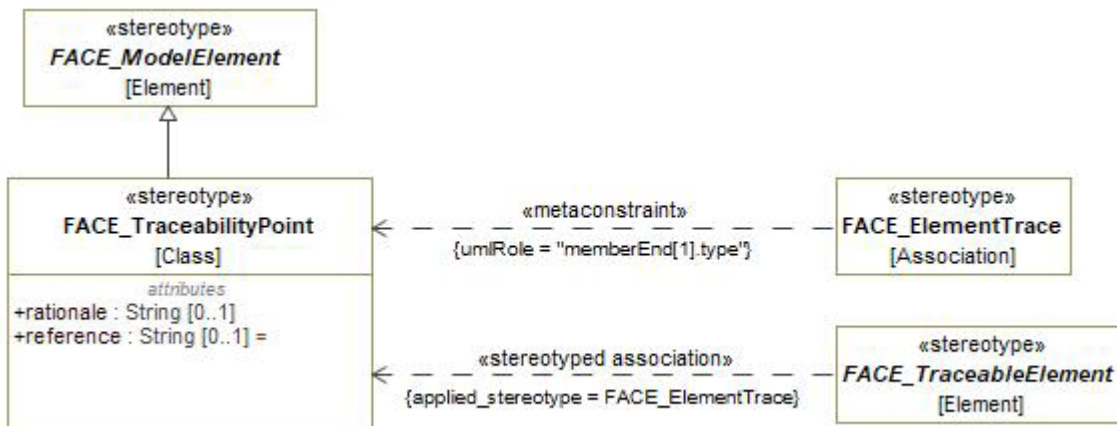 «stereotype»
FACE_ModelElement
[Element]
«stereotype»
FACE_TraceabilityPoint
[Class]
attributes
+rationale : String [0..1]
+reference : String [0..1] =
«metaconstraint»
{umlRole = "memberEnd[1].type"}
«stereotype»
FACE_ElementTrace
[Association]
«stereotyped association»
{applied_stereotype = FACE_ElementTrace}
«stereotype»
FACE_TraceableElement
[Element]